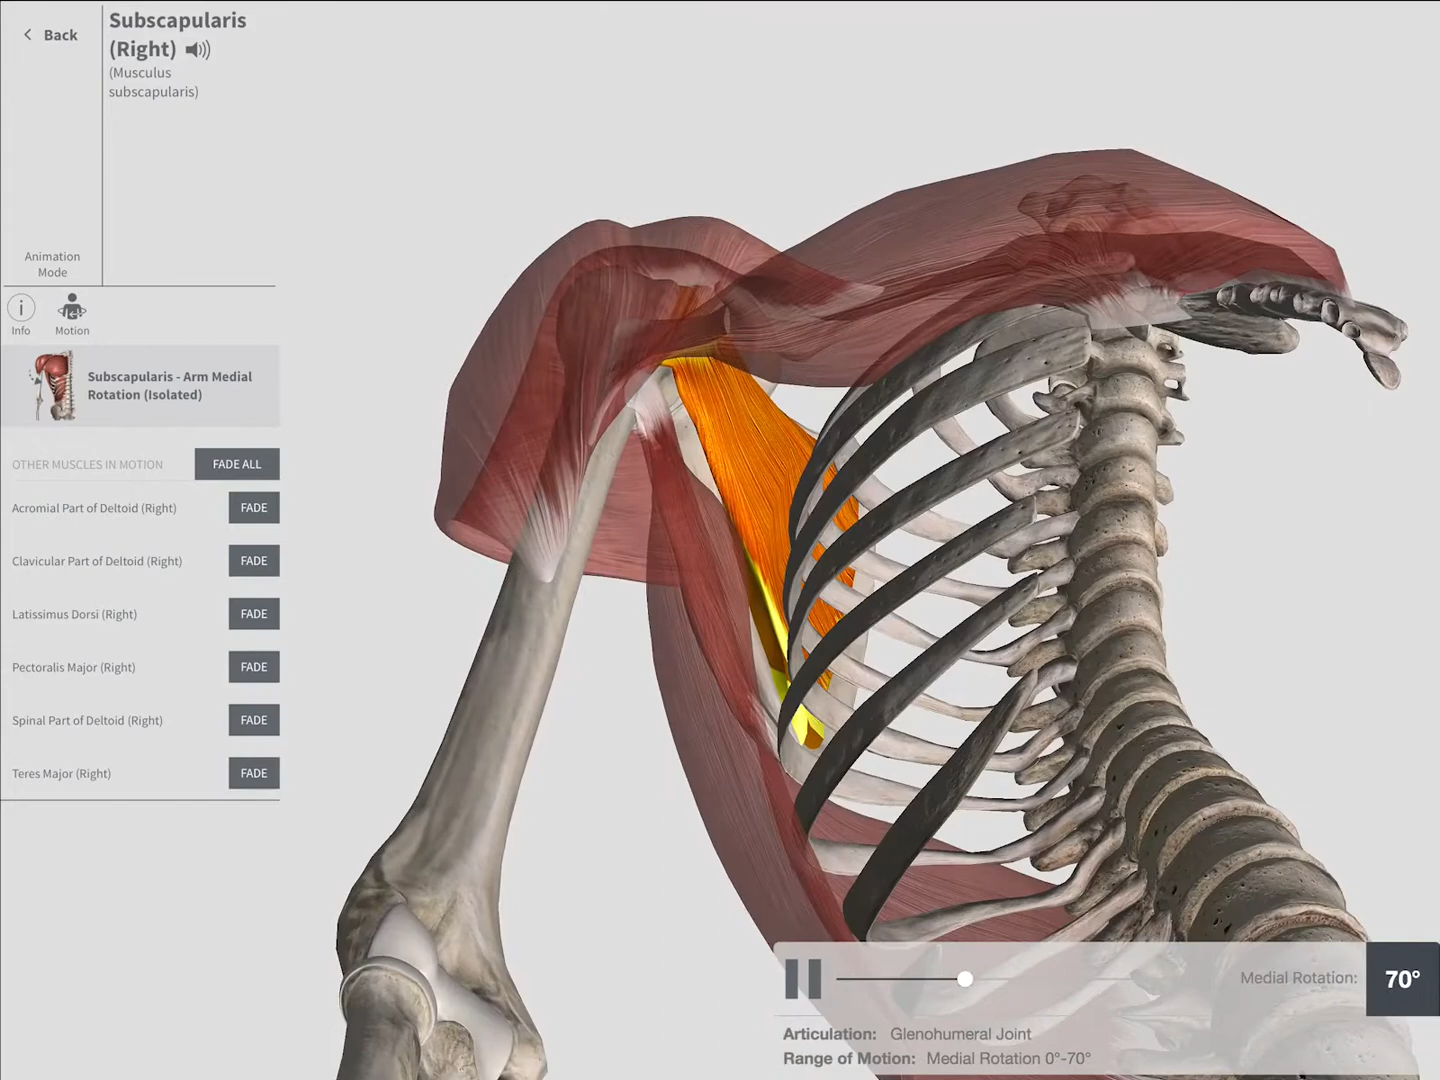 Back
Subscapularis
(Right)
(Musculus
subscapularis)
Animation
Mode
i
Info
Motion
Subscapularis - Arm Medial
Rotation (Isolated)
OTHER MUSCLES IN MOTION FADE ALL
Acromial Part of Deltoid (Right) FADE
Clavicular Part of Deltoid (Right) FADE
Latissimus Dorsi (Right) FADE
Pectoralis Major (Right) FADE
Spinal Part of Deltoid (Right) FADE
Teres Major (Right) FADE
Medial Rotation: 70°
Articulation: Glenohumeral Joint
Range of Motion: Medial Rotation 0°-70°